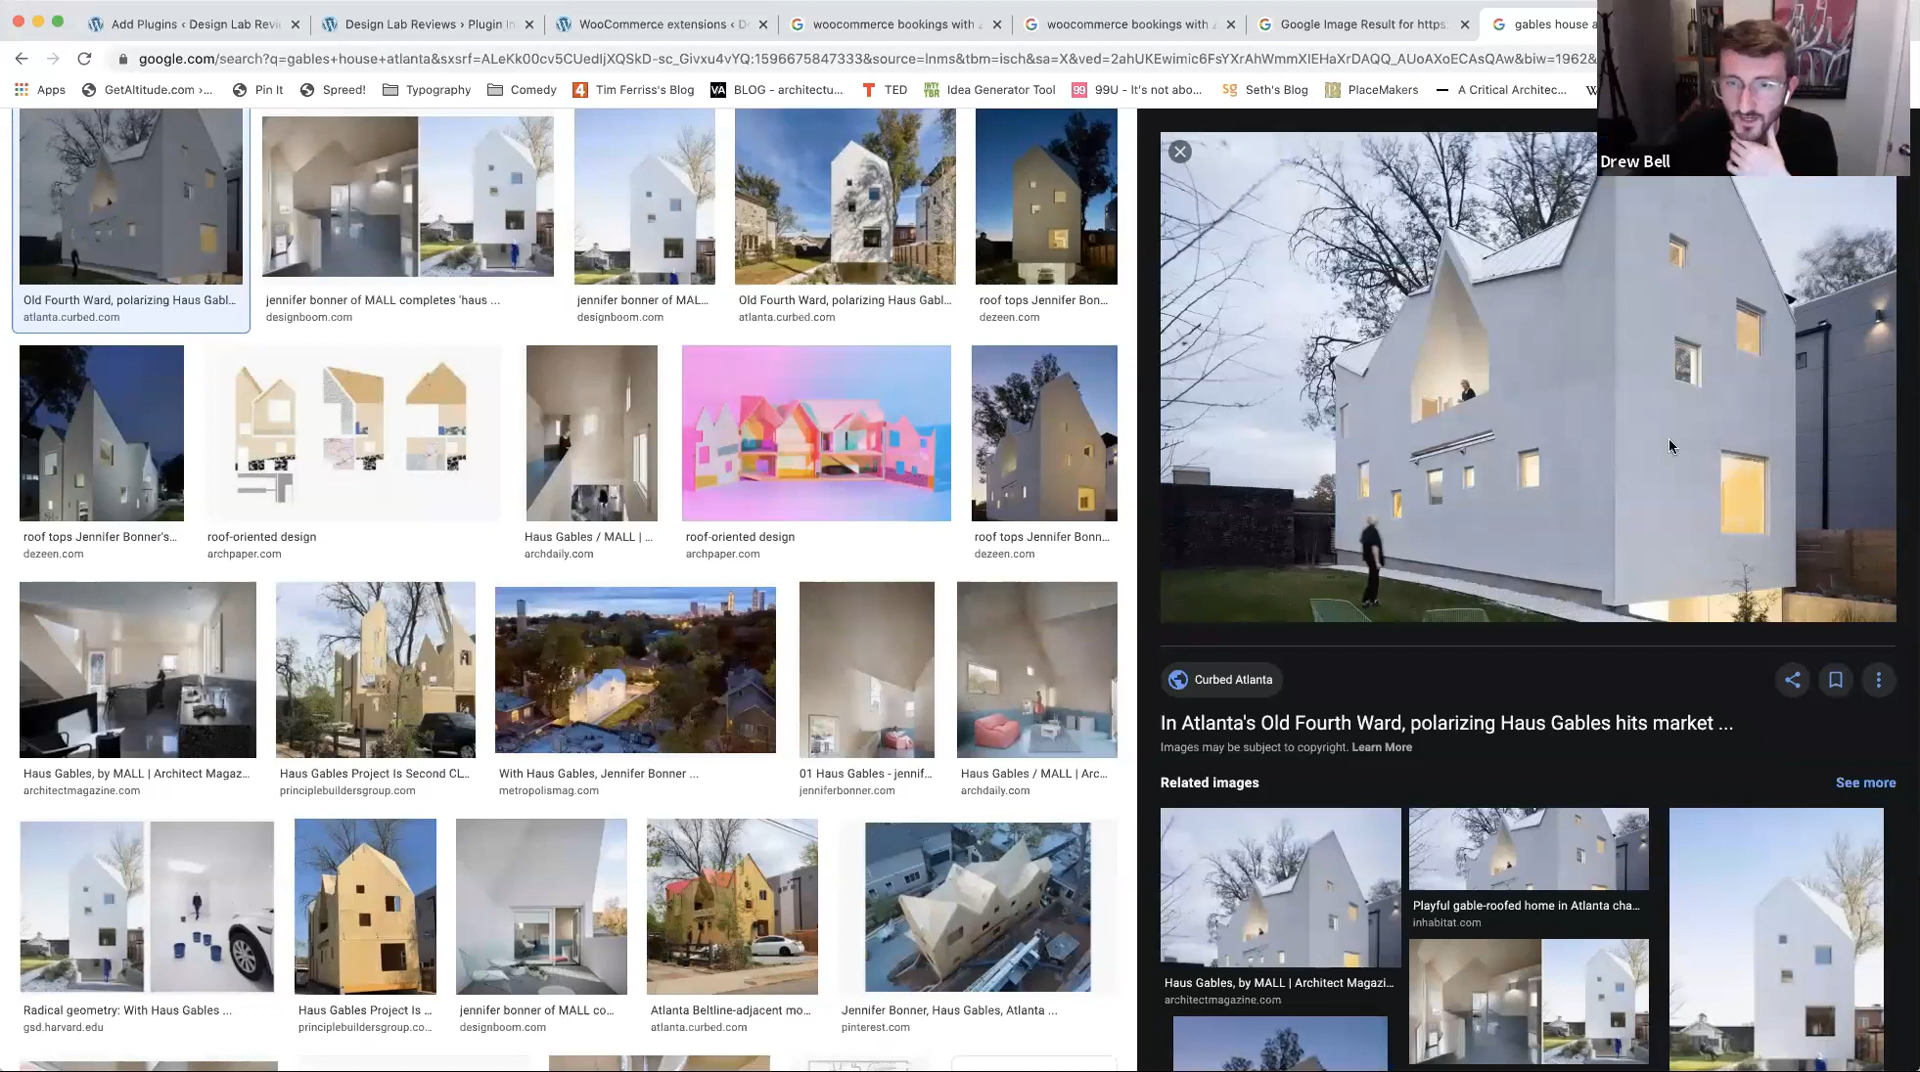 Add Plugins ‹ Design Lab Revi
Design Lab Reviews › Plugin In
WooCommerce extensions ‹ D
woocommerce bookings with z
woocommerce bookings with z
Google Image Result for https:
gables house a
google.com/search?q=gables+house+atlanta&sxsrf=ALeKk00cv5CUedIjXQSkD-sc_Givxu4vYQ:1596675847333&source=lnms&tbm=isch&sa=X&ved=2ahUKEwimic6FsYXrAhWmmXIEHaXrDAQQ_AUoAXoECAsQAw&biw=1962&
Apps
GetAltitude.com ›...
Pin It
Spread!
Typography
Comedy
4 Tim Ferriss's Blog
VA BLOG - architectu...
T TED
IT TBR Idea Generator Tool
99 99U - It's not abo...
sg Seth's Blog
PlaceMakers
A Critical Architec...
Drew Bell
Old Fourth Ward, polarizing Haus Gabl...
atlanta.curbed.com
jennifer bonner of MALL completes 'haus ...
designboom.com
jennifer bonner of MAL...
designboom.com
Old Fourth Ward, polarizing Haus Gabl...
atlanta.curbed.com
roof tops Jennifer Bon...
dezeen.com
roof tops Jennifer Bonner's...
dezeen.com
roof-oriented design
archpaper.com
Haus Gables / MALL | ...
archdaily.com
roof-oriented design
archpaper.com
roof tops Jennifer Bonn...
dezeen.com
Haus Gables, by MALL | Architect Magaz...
architectmagazine.com
Haus Gables Project Is Second CL...
principlebuildersgroup.com
With Haus Gables, Jennifer Bonner ...
metropolismag.com
01 Haus Gables - jennif...
jenniferbonner.com
Haus Gables / MALL | Arc...
archdaily.com
Radical geometry: With Haus Gables ...
gsd.harvard.edu
Haus Gables Project Is ...
principlebuildersgroup.co...
jennifer bonner of MALL co...
designboom.com
Atlanta Beltline-adjacent mo...
atlanta.curbed.com
Jennifer Bonner, Haus Gables, Atlanta ...
pinterest.com
Curbed Atlanta
In Atlanta's Old Fourth Ward, polarizing Haus Gables hits market ...
Images may be subject to copyright. Learn More
Related images
See more
Haus Gables, by MALL | Architect Magazi...
architectmagazine.com
Playful gable-roofed home in Atlanta cha...
inhabitat.com